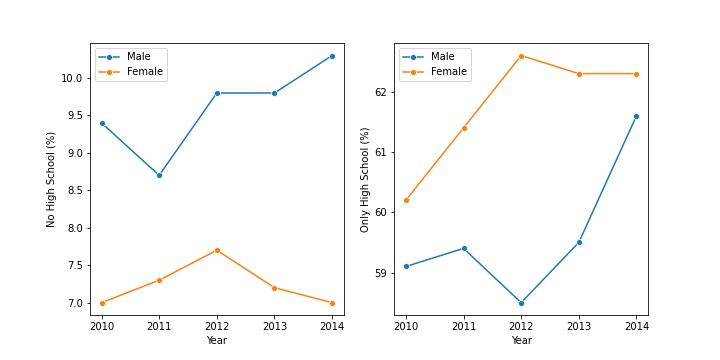 Male
Female
10.0
9.5
9.0
8.5
8.0
7.5
7.0
No High School (%)
2010 2011 2012 2013 2014
Year
Male
Female
62
61
60
59
Only High School (%)
2010 2011 2012 2013 2014
Year